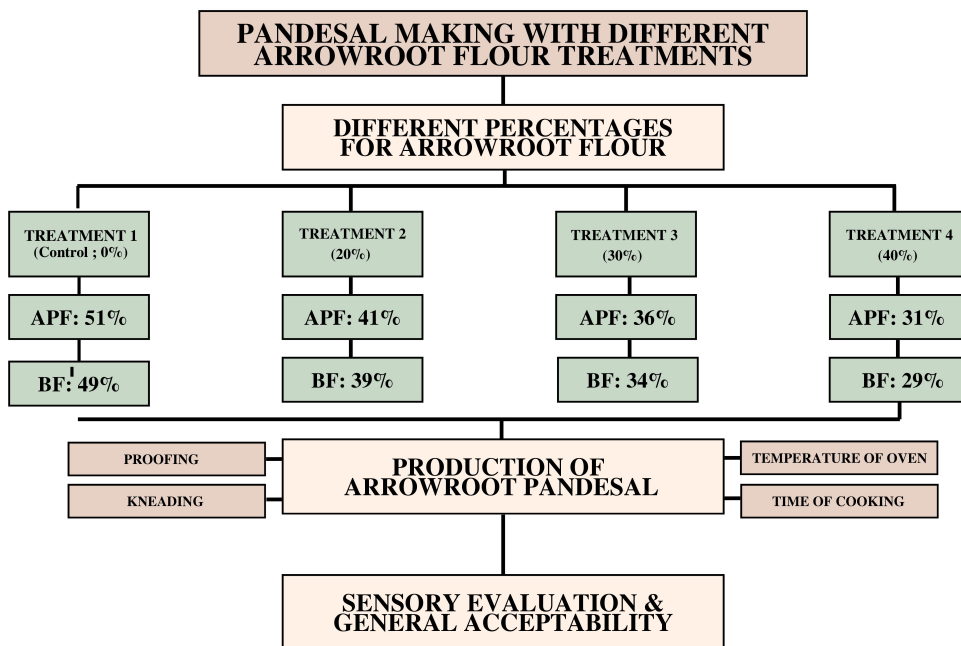 PANDESAL MAKING WITH DIFFERENT
ARROWROOT FLOUR TREATMENTS
DIFFERENT PERCENTAGES
FOR ARROWROOT FLOUR
TREATMENT 1
(Control ; 0%)
TREATMENT 2
(20%)
TREATMENT 3
(30%)
TREATMENT 4
(40%)
APF: 51%
APF: 41%
APF: 36%
APF: 31%
BF: 49%
BF: 39%
BF: 34%
BF: 29%
PROOFING
KNEADING
PRODUCTION OF
ARROWROOT PANDESAL
TEMPERATURE OF OVEN
TIME OF COOKING
SENSORY EVALUATION &
GENERAL ACCEPTABILITY